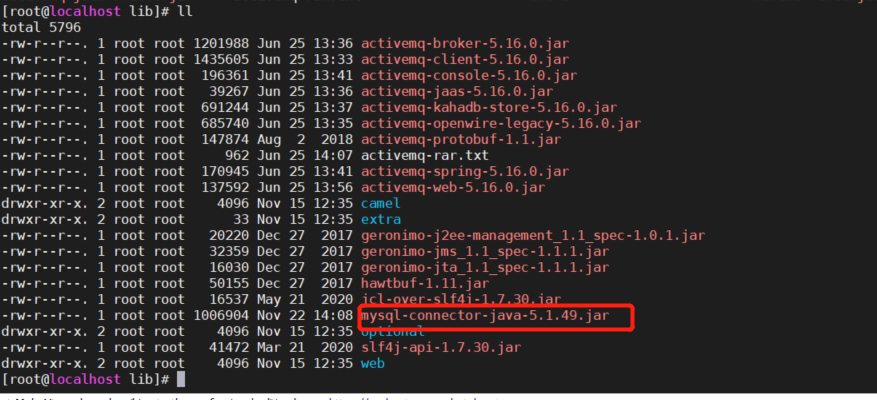 [root@localhost lib]# ll
total 5796
-rw-r--r--. 1 root root 1201988 Jun 25 13:36 activemq-broker-5.16.0.jar
-rw-r--r--. 1 root root 1435605 Jun 25 13:33 activemq-client-5.16.0.jar
-rw-r--r--. 1 root root 196361 Jun 25 13:41 activemq-console-5.16.0.jar
-rw-r--r--. 1 root root 39267 Jun 25 13:36 activemq-jaas-5.16.0.jar
-rw-r--r--. 1 root root 691244 Jun 25 13:37 activemq-kahadb-store-5.16.0.jar
-rw-r--r--. 1 root root 685740 Jun 25 13:35 activemq-openwire-legacy-5.16.0.jar
-rw-r--r--. 1 root root 147874 Aug 2 2018 activemq-protobuf-1.1.jar
-rw-r--r--. 1 root root 962 Jun 25 14:07 activemq-rar.txt
-rw-r--r--. 1 root root 170945 Jun 25 13:41 activemq-spring-5.16.0.jar
-rw-r--r--. 1 root root 137592 Jun 25 13:56 activemq-web-5.16.0.jar
drwxr-xr-x. 2 root root 4096 Nov 15 12:35 camel
drwxr-xr-x. 2 root root 33 Nov 15 12:35 extra
-rw-r--r--. 1 root root 20220 Dec 27 2017 geronimo-j2ee-management_1.1_spec-1.0.1.jar
-rw-r--r--. 1 root root 32359 Dec 27 2017 geronimo-jms_1.1_spec-1.1.1.jar
-rw-r--r--. 1 root root 16030 Dec 27 2017 geronimo-jta_1.1_spec-1.1.1.jar
-rw-r--r--. 1 root root 50155 Dec 27 2017 hawtbuf-1.11.jar
-rw-r--r--. 1 root root 16537 May 21 2020 jcl-over-slf4j-1.7.30.jar
-rw-r--r--. 1 root root 1006904 Nov 22 14:08 mysql-connector-java-5.1.49.jar
drwxr-xr-x. 2 root root 4096 Nov 15 12:35 optional
-rw-r--r--. 1 root root 41472 Mar 21 2020 slf4j-api-1.7.30.jar
drwxr-xr-x. 5 root root 4096 Nov 15 12:35 web
[root@localhost lib]#